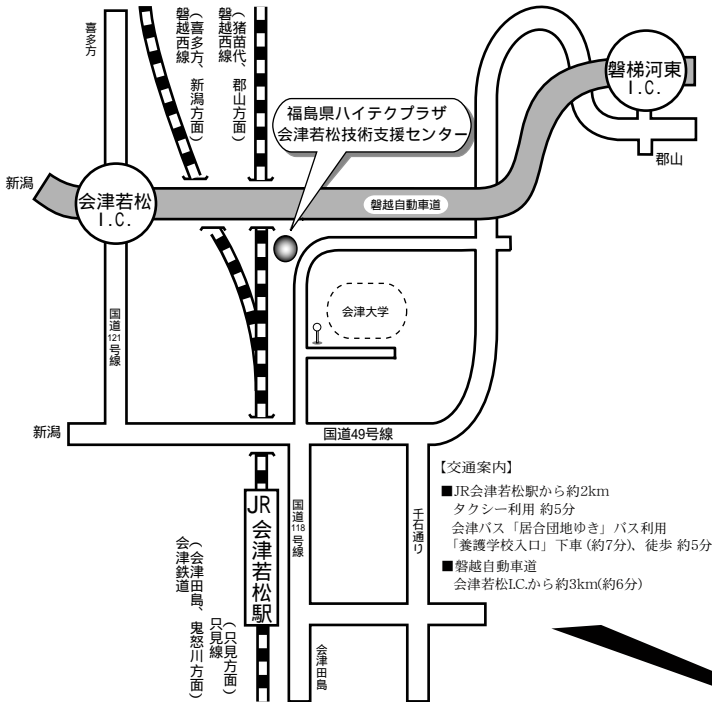 喜多方
磐越西線
(喜多方、新潟方面)
磐越西線
(猪苗代、郡山方面)
福島県ハイテクプラザ
会津若松技術支援センター
磐梯河東
I.C.
郡山
新潟
会津若松
I.C.
磐越自動車道
会津大学
国道121号線
新潟
国道49号線
JR会津若松駅
国道118号線
千石通り
会津鉄道
(会津田島、鬼怒川方面)
只見線
(只見方面)
会津田島
【交通案内】
■JR会津若松駅から約2km
タクシー利用 約5分
会津バス「居合団地ゆき」バス利用
「養護学校入口」下車 (約7分)、徒歩 約5分
■磐越自動車道
会津若松I.C.から約3km(約6分)